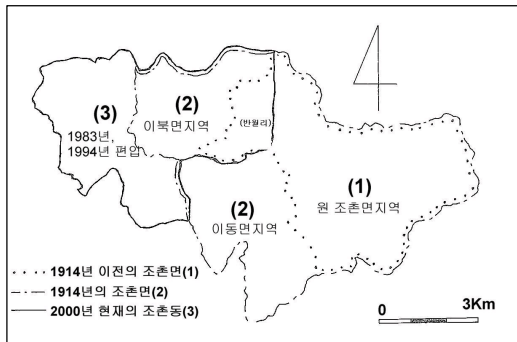 (3)
1983년,
1994년 편입
(2)
이북면지역
(반월리)
(1)
원 조촌면지역
(2)
이동면지역
1914년 이전의 조촌면(1)
1914년의 조촌면(2)
2000년 현재의 조촌동(3)
0 3Km